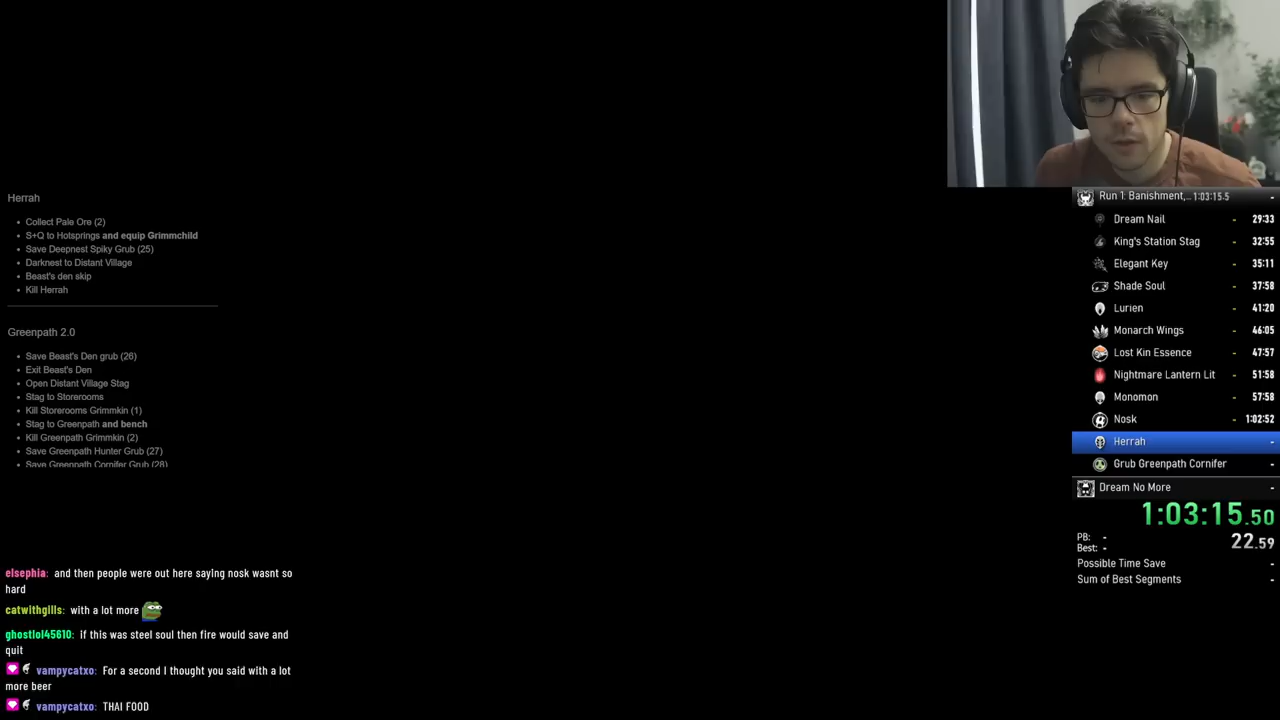 Herrah
• Collect Pale Ore (2)
• S+Q to Hotsprings and equip Grimmchild
• Save Deepnest Spiky Grub (25)
• Darknest to Distant Village
• Beast's den skip
• Kill Herrah
Greenpath 2.0
• Save Beast's Den grub (26)
• Exit Beast's Den
• Open Distant Village Stag
• Stag to Storerooms
• Kill Storerooms Grimmkin (1)
• Stag to Greenpath and bench
• Kill Greenpath Grimmkin (2)
• Save Greenpath Hunter Grub (27)
• Save Greenpath Cornifer Grub (28)
elsephia: and then people were out here saying nosk wasnt so
hard
catwithgills: with a lot more
ghostlol45610: if this was steel soul then fire would save and
quit
vampycatxo: For a second I thought you said with a lot
more beer
vampycatxo: THAI FOOD
Run 1: Banishment,... 1:03:15.5 -
Dream Nail - 29:33
King's Station Stag - 32:55
Elegant Key - 35:11
Shade Soul - 37:58
Lurien - 41:20
Monarch Wings - 46:05
Lost Kin Essence - 47:57
Nightmare Lantern Lit - 51:58
Monomon - 57:58
Nosk - 1:02:52
Herrah -
Grub Greenpath Cornifer -
Dream No More -
1:03:15.50
PB: - 22.59
Best: -
Possible Time Save -
Sum of Best Segments -